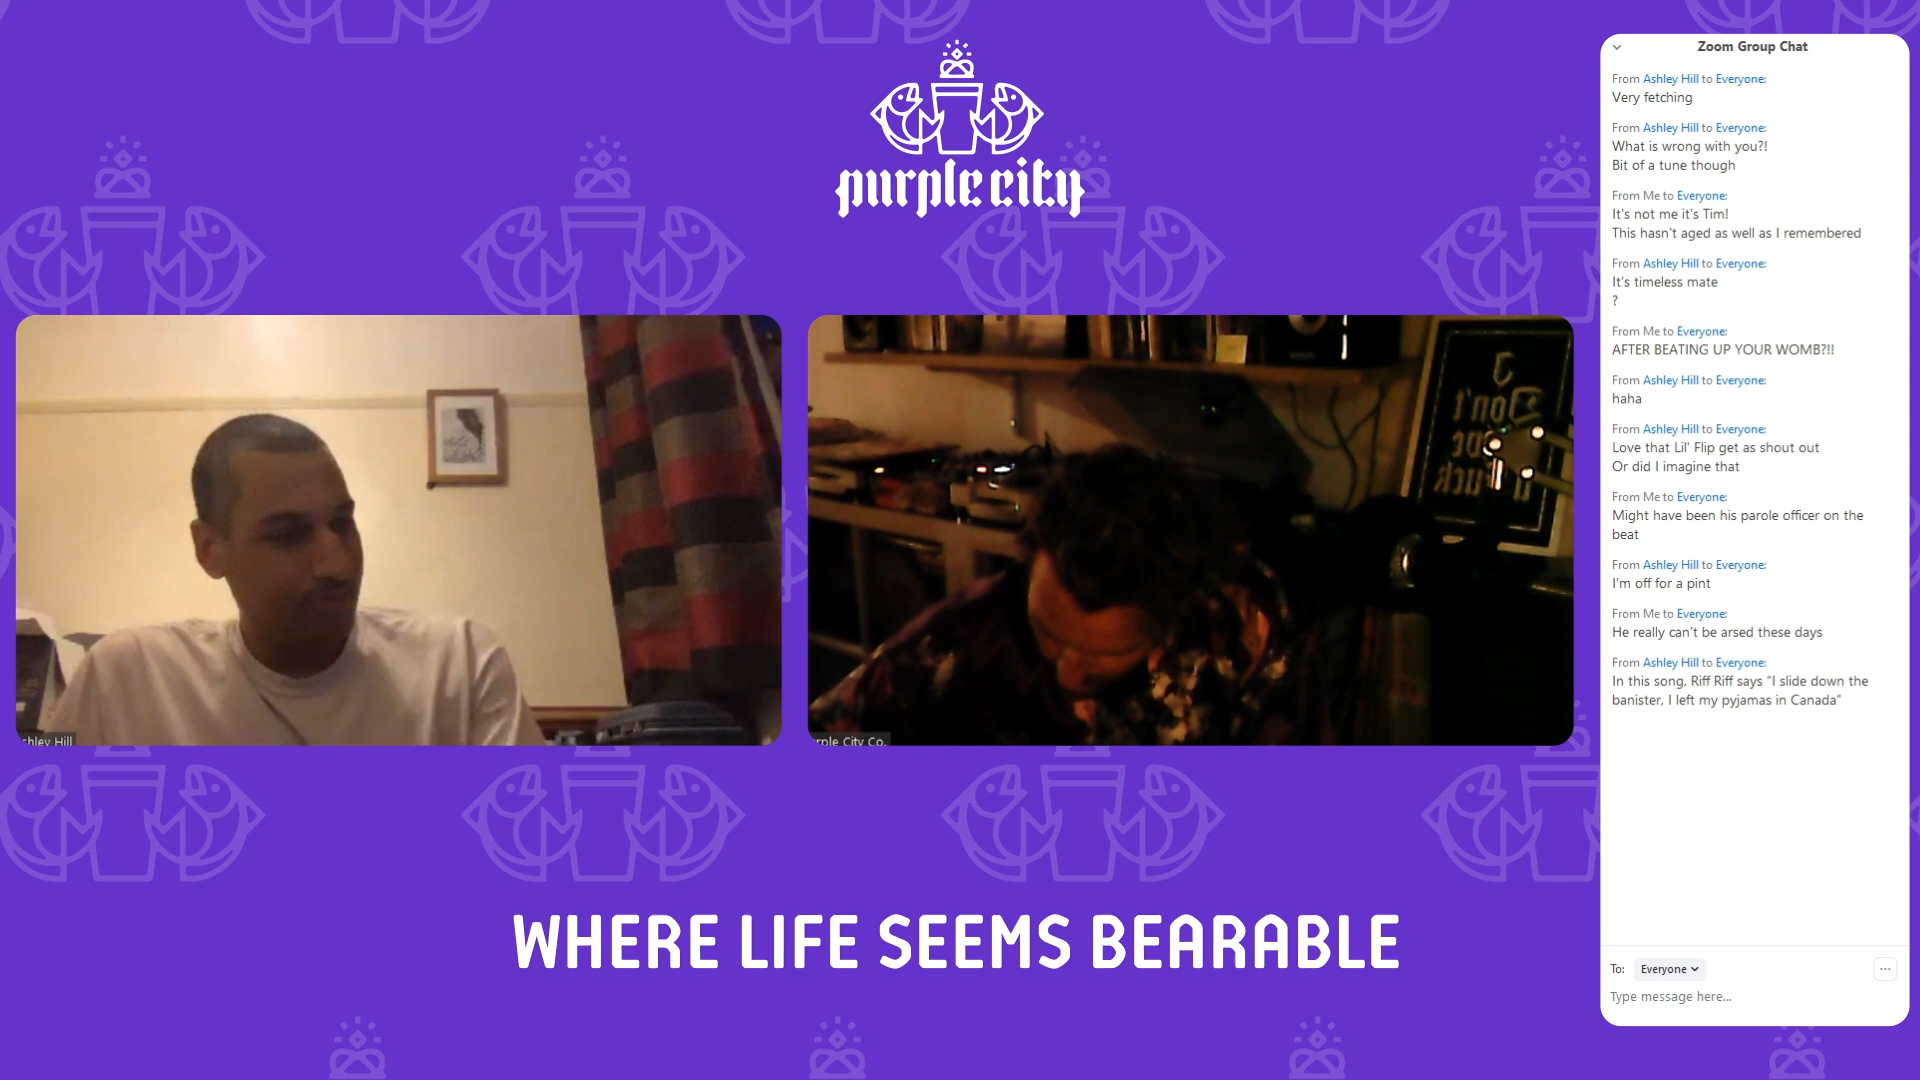 purple city
Zoom Group Chat
From Ashley Hill to Everyone:
Very fetching
From Ashley Hill to Everyone:
What is wrong with you?!
Bit of a tune though
From Me to Everyone:
It's not me it's Tim!
This hasn't aged as well as I remembered
From Ashley Hill to Everyone:
It's timeless mate
?
From Me to Everyone:
AFTER BEATING UP YOUR WOMB?!!
From Ashley Hill to Everyone:
haha
From Ashley Hill to Everyone:
Love that Lil' Flip get as shout out
Or did I imagine that
From Me to Everyone:
Might have been his parole officer on the
beat
From Ashley Hill to Everyone:
I'm off for a pint
From Me to Everyone:
He really can't be arsed these days
From Ashley Hill to Everyone:
In this song, Riff Riff says “I slide down the
banister, I left my pyjamas in Canada”
I
Don't
chley Hill
rple City Co.
WHERE LIFE SEEMS BEARABLE
To: Everyone
Type message here...